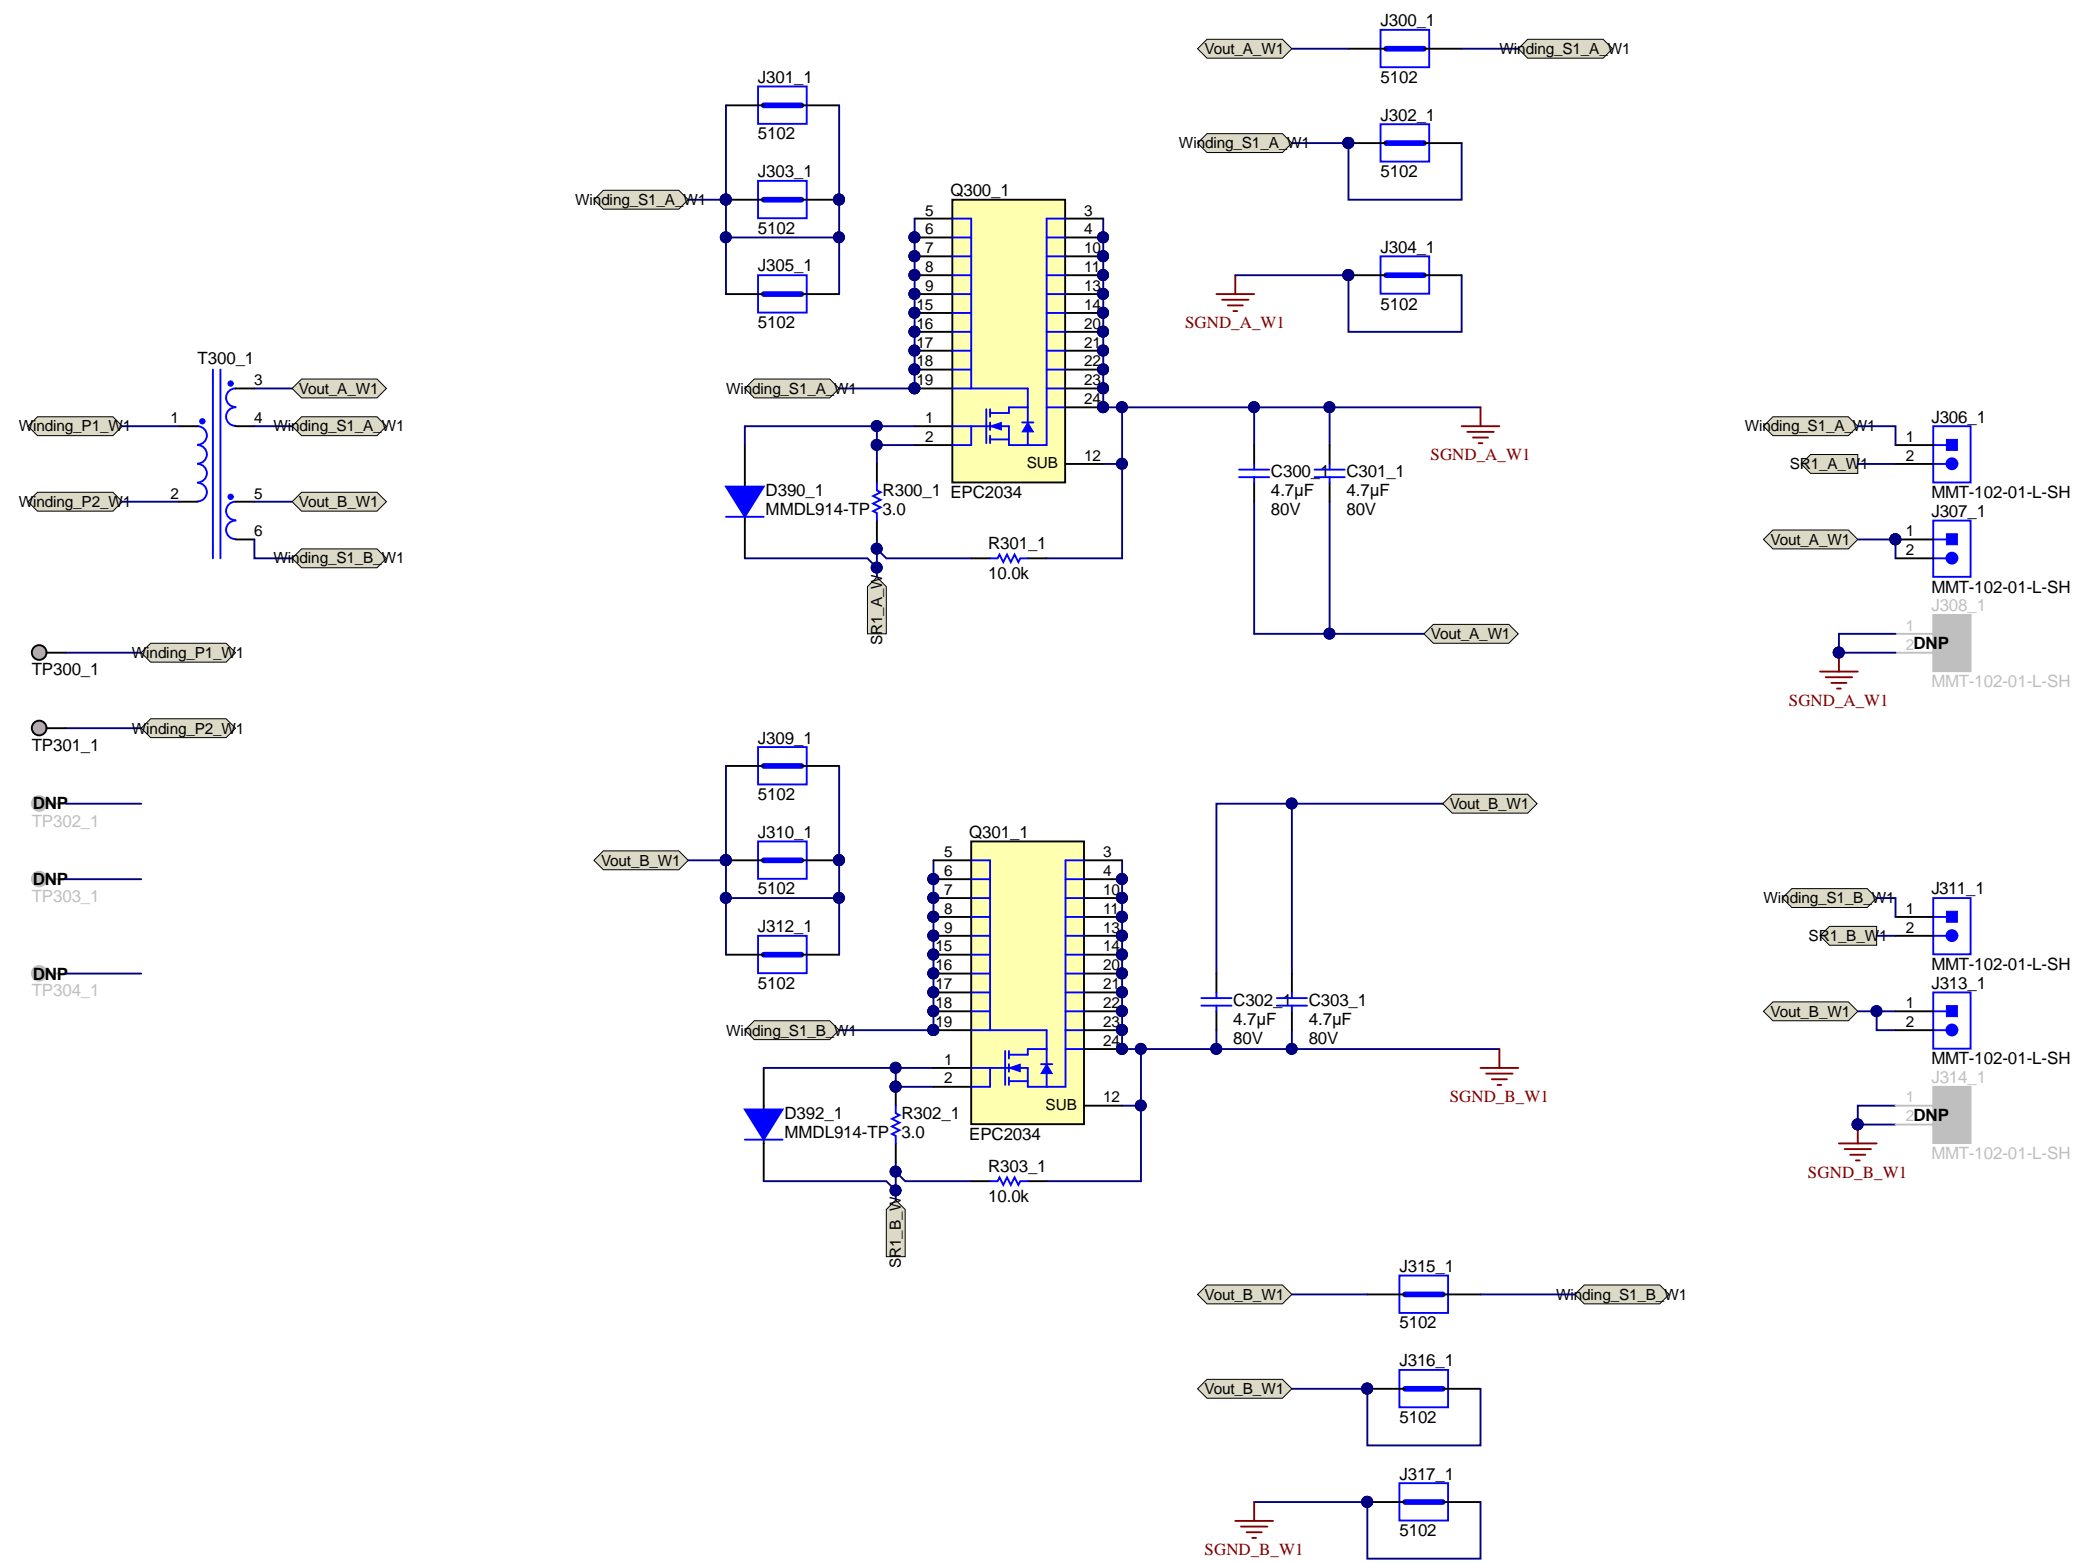 J300_1
Vout_A_W1
Winding_S1_A_W1
5102
J301_1
5102
J302_1
Winding_S1_A_W1
5102
J303_1
Winding_S1_A_W1
5102
J304_1
5102
SGND_A_W1
J305_1
5102
Q300_1
5
6
7
8
9
15
16
17
18
19
3
4
10
11
13
14
20
21
22
23
24
Winding_S1_A_W1
1
2
SUB
12
EPC2034
D390_1
MMDL914-TP
R300_1
3.0
R301_1
10.0k
SR1_A_W
SGND_A_W1
C300_1
4.7µF
80V
C301_1
4.7µF
80V
Vout_A_W1
T300_1
3
Vout_A_W1
Winding_P1_W1
1
4
Winding_S1_A_W1
Winding_P2_W1
2
5
Vout_B_W1
6
Winding_S1_B_W1
Winding_P1_W1
TP300_1
Winding_P2_W1
TP301_1
DNP
TP302_1
DNP
TP303_1
DNP
TP304_1
J306_1
Winding_S1_A_W1
1
SR1_A_W1
2
MMT-102-01-L-SH
J307_1
Vout_A_W1
1
2
MMT-102-01-L-SH
J308_1
1
2
DNP
MMT-102-01-L-SH
SGND_A_W1
J309_1
5102
J310_1
Vout_B_W1
5102
J312_1
5102
Q301_1
5
6
7
8
9
15
16
17
18
19
3
4
10
11
13
14
20
21
22
23
24
Winding_S1_B_W1
1
2
SUB
12
EPC2034
D392_1
MMDL914-TP
R302_1
3.0
R303_1
10.0k
SR1_B_W
Vout_B_W1
C302_1
4.7µF
80V
C303_1
4.7µF
80V
SGND_B_W1
J311_1
Winding_S1_B_W1
1
SR1_B_W1
2
MMT-102-01-L-SH
J313_1
Vout_B_W1
1
2
MMT-102-01-L-SH
J314_1
1
2
DNP
MMT-102-01-L-SH
SGND_B_W1
J315_1
Vout_B_W1
Winding_S1_B_W1
5102
J316_1
Vout_B_W1
5102
J317_1
5102
SGND_B_W1